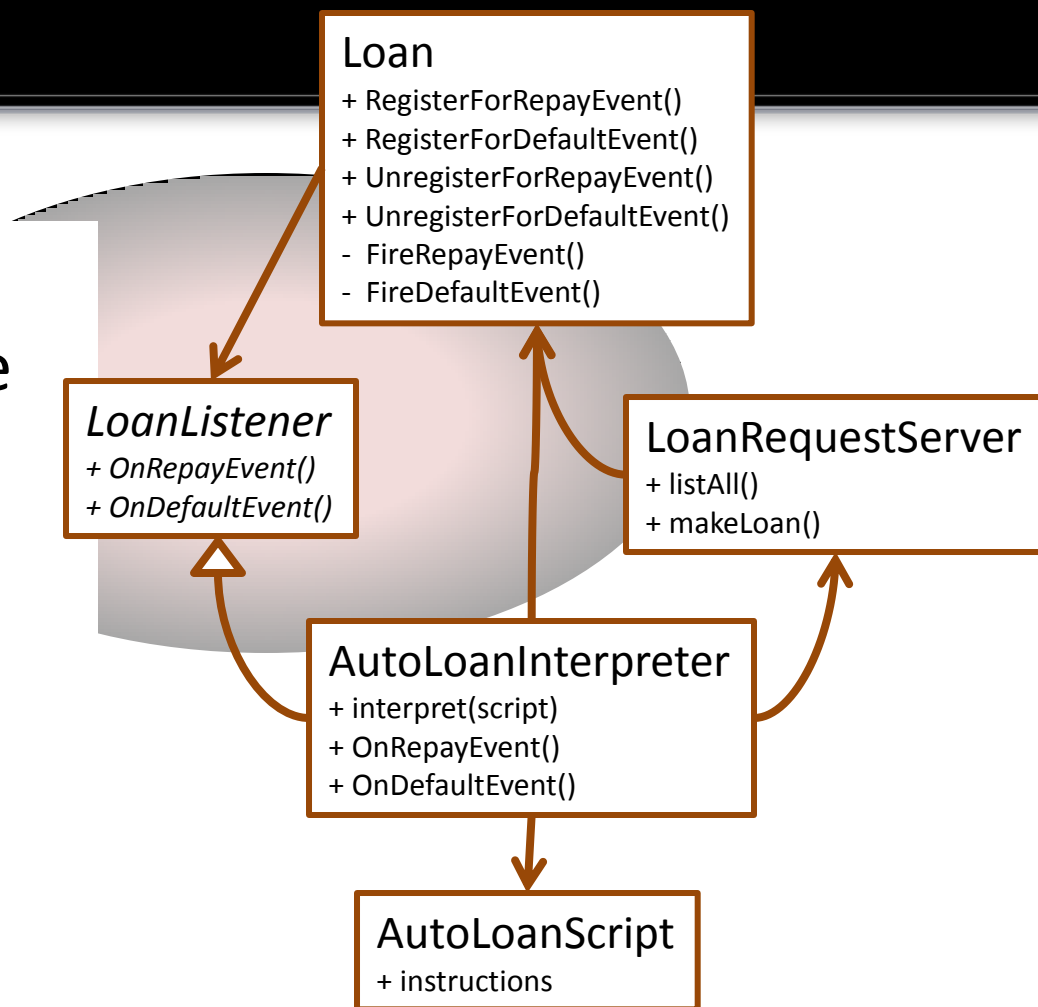 Loan
+ RegisterForRepayEvent()
+ RegisterForDefaultEvent()
+ UnregisterForRepayEvent()
+ UnregisterForDefaultEvent()
- FireRepayEvent()
- FireDefaultEvent()
e
LoanListener
+ OnRepayEvent()
+ OnDefaultEvent()
LoanRequestServer
+ listAll()
+ makeLoan()
AutoLoanInterpreter
+ interpret(script)
+ OnRepayEvent()
+ OnDefaultEvent()
AutoLoanScript
+ instructions